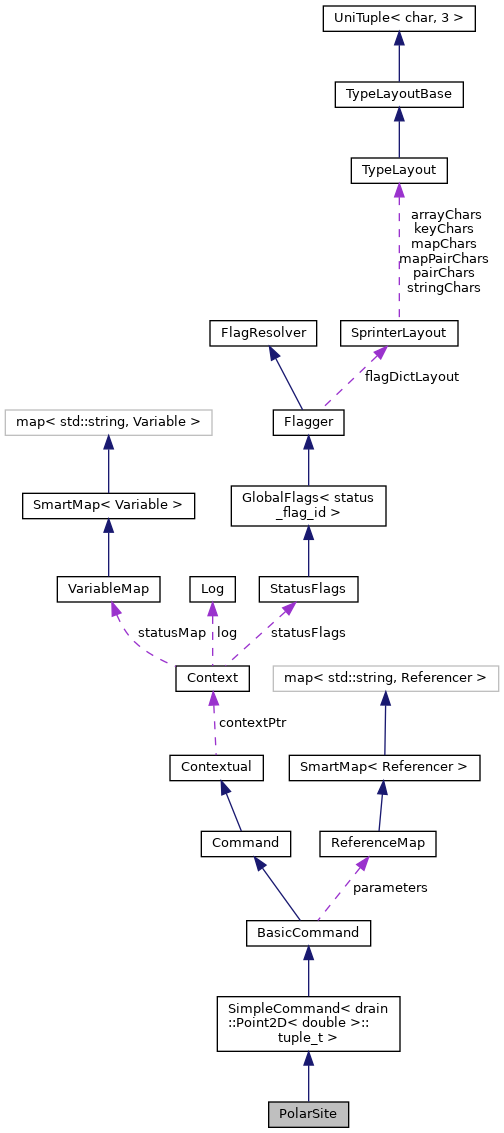 UniTuple< char, 3 >
TypeLayoutBase
TypeLayout
arrayChars
keyChars
mapChars
mapPairChars
pairChars
stringChars
FlagResolver
SprinterLayout
flagDictLayout
map< std::string, Variable >
Flagger
SmartMap< Variable >
GlobalFlags< status
_flag_id >
VariableMap
Log
StatusFlags
statusMap
log
statusFlags
Context
map< std::string, Referencer >
contextPtr
Contextual
SmartMap< Referencer >
Command
ReferenceMap
parameters
BasicCommand
SimpleCommand< drain
::Point2D< double >::
tuple_t >
PolarSite